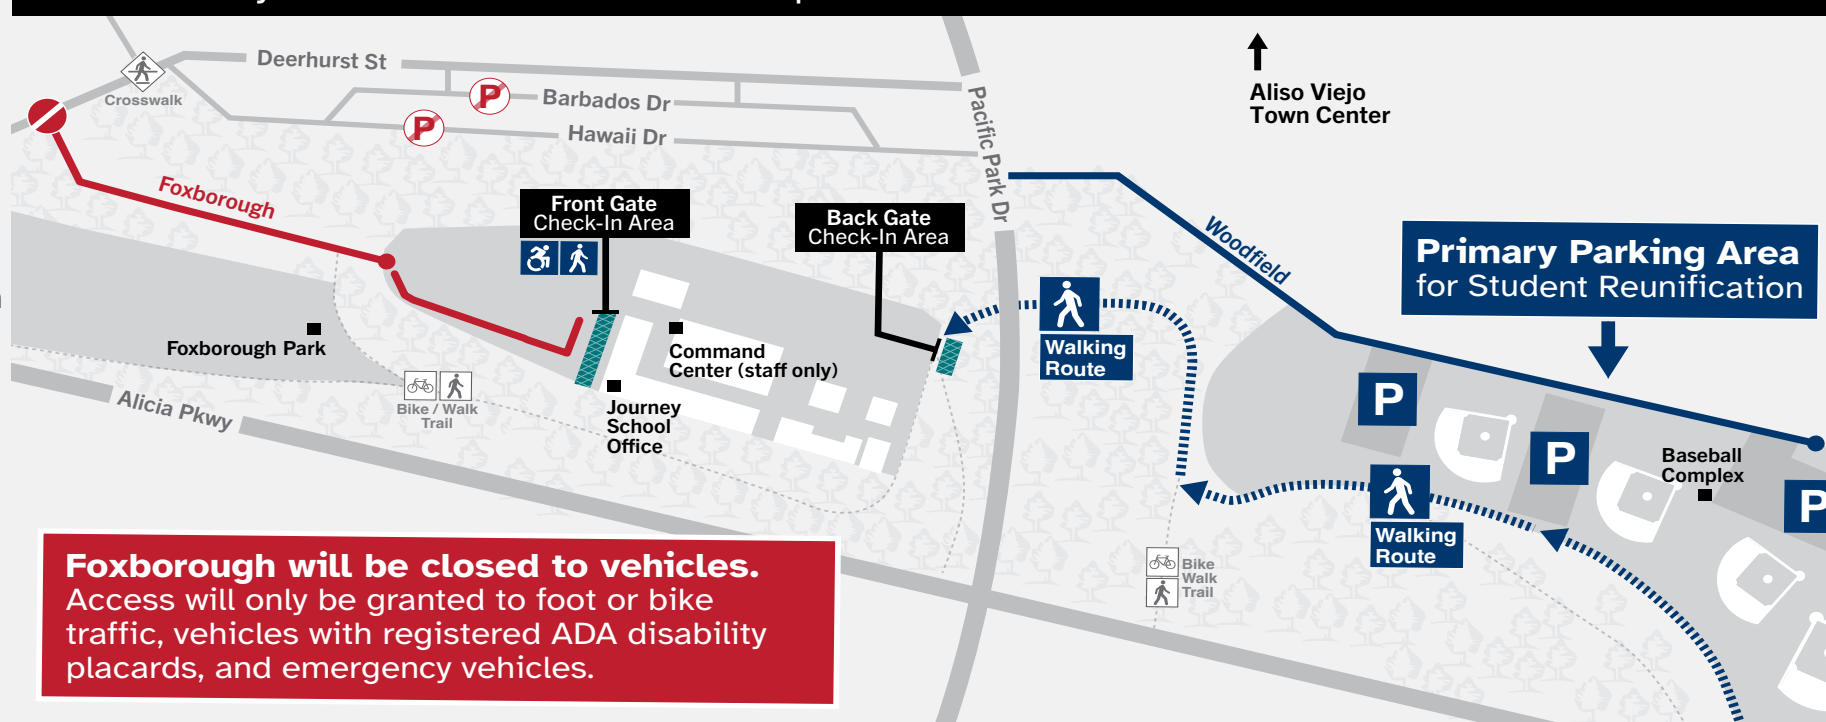 Deerhurst St
Crosswalk
P
Barbados Dr
P
Hawaii Dr
Pacific Park Dr
Aliso Viejo
Town Center
Foxborough
Front Gate
Check-In Area
Back Gate
Check-In Area
Woodfield
Primary Parking Area
for Student Reunification
Walking
Route
Foxborough Park
Command
Center (staff only)
Journey
School
Office
Bike / Walk
Trail
Alicia Pkwy
P
P
P
Baseball
Complex
Walking
Route
Bike
Walk
Trail
Foxborough will be closed to vehicles.
Access will only be granted to foot or bike
traffic, vehicles with registered ADA disability
placards, and emergency vehicles.